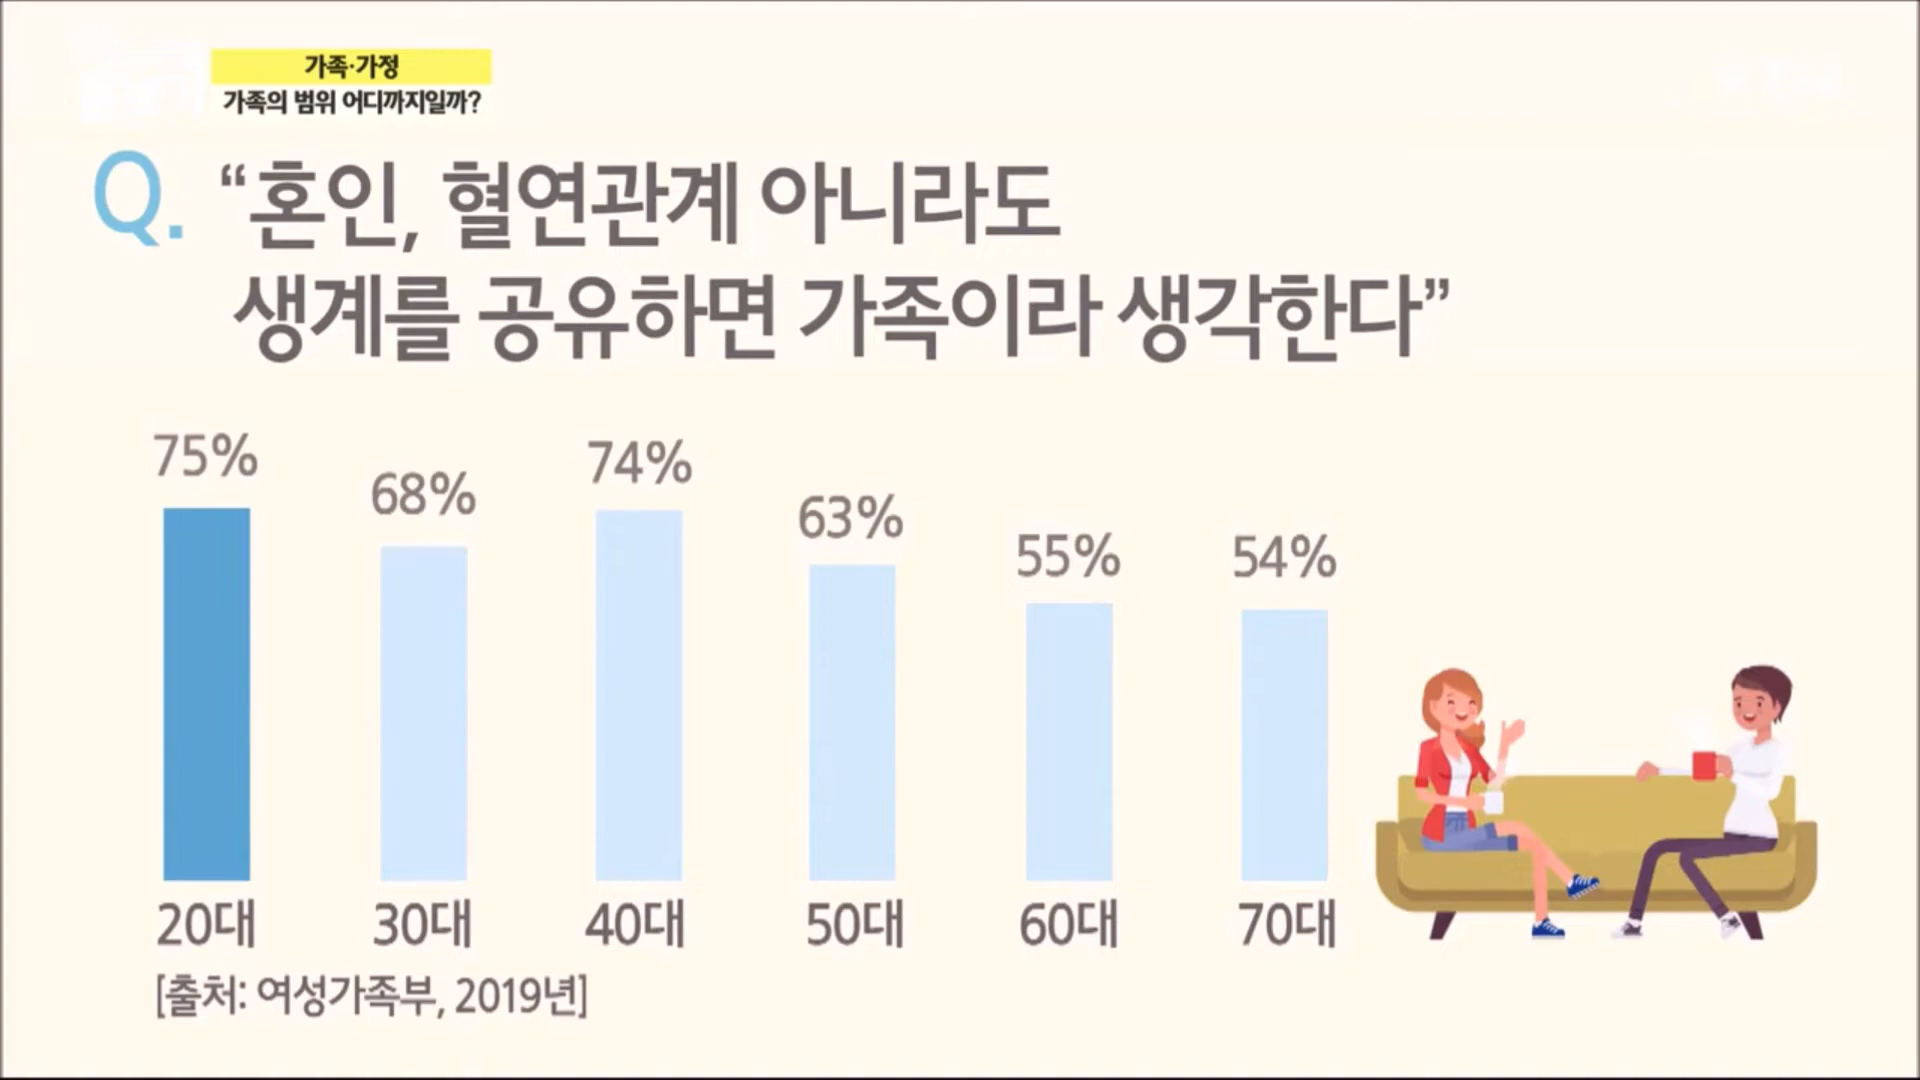 가족·가정
가족의 범위 어디까지일까?
Q. “혼인, 혈연관계 아니라도
생계를 공유하면 가족이라 생각한다”
75% 68% 74% 63% 55% 54%
20대 30대 40대 50대 60대 70대
[출처: 여성가족부, 2019년]